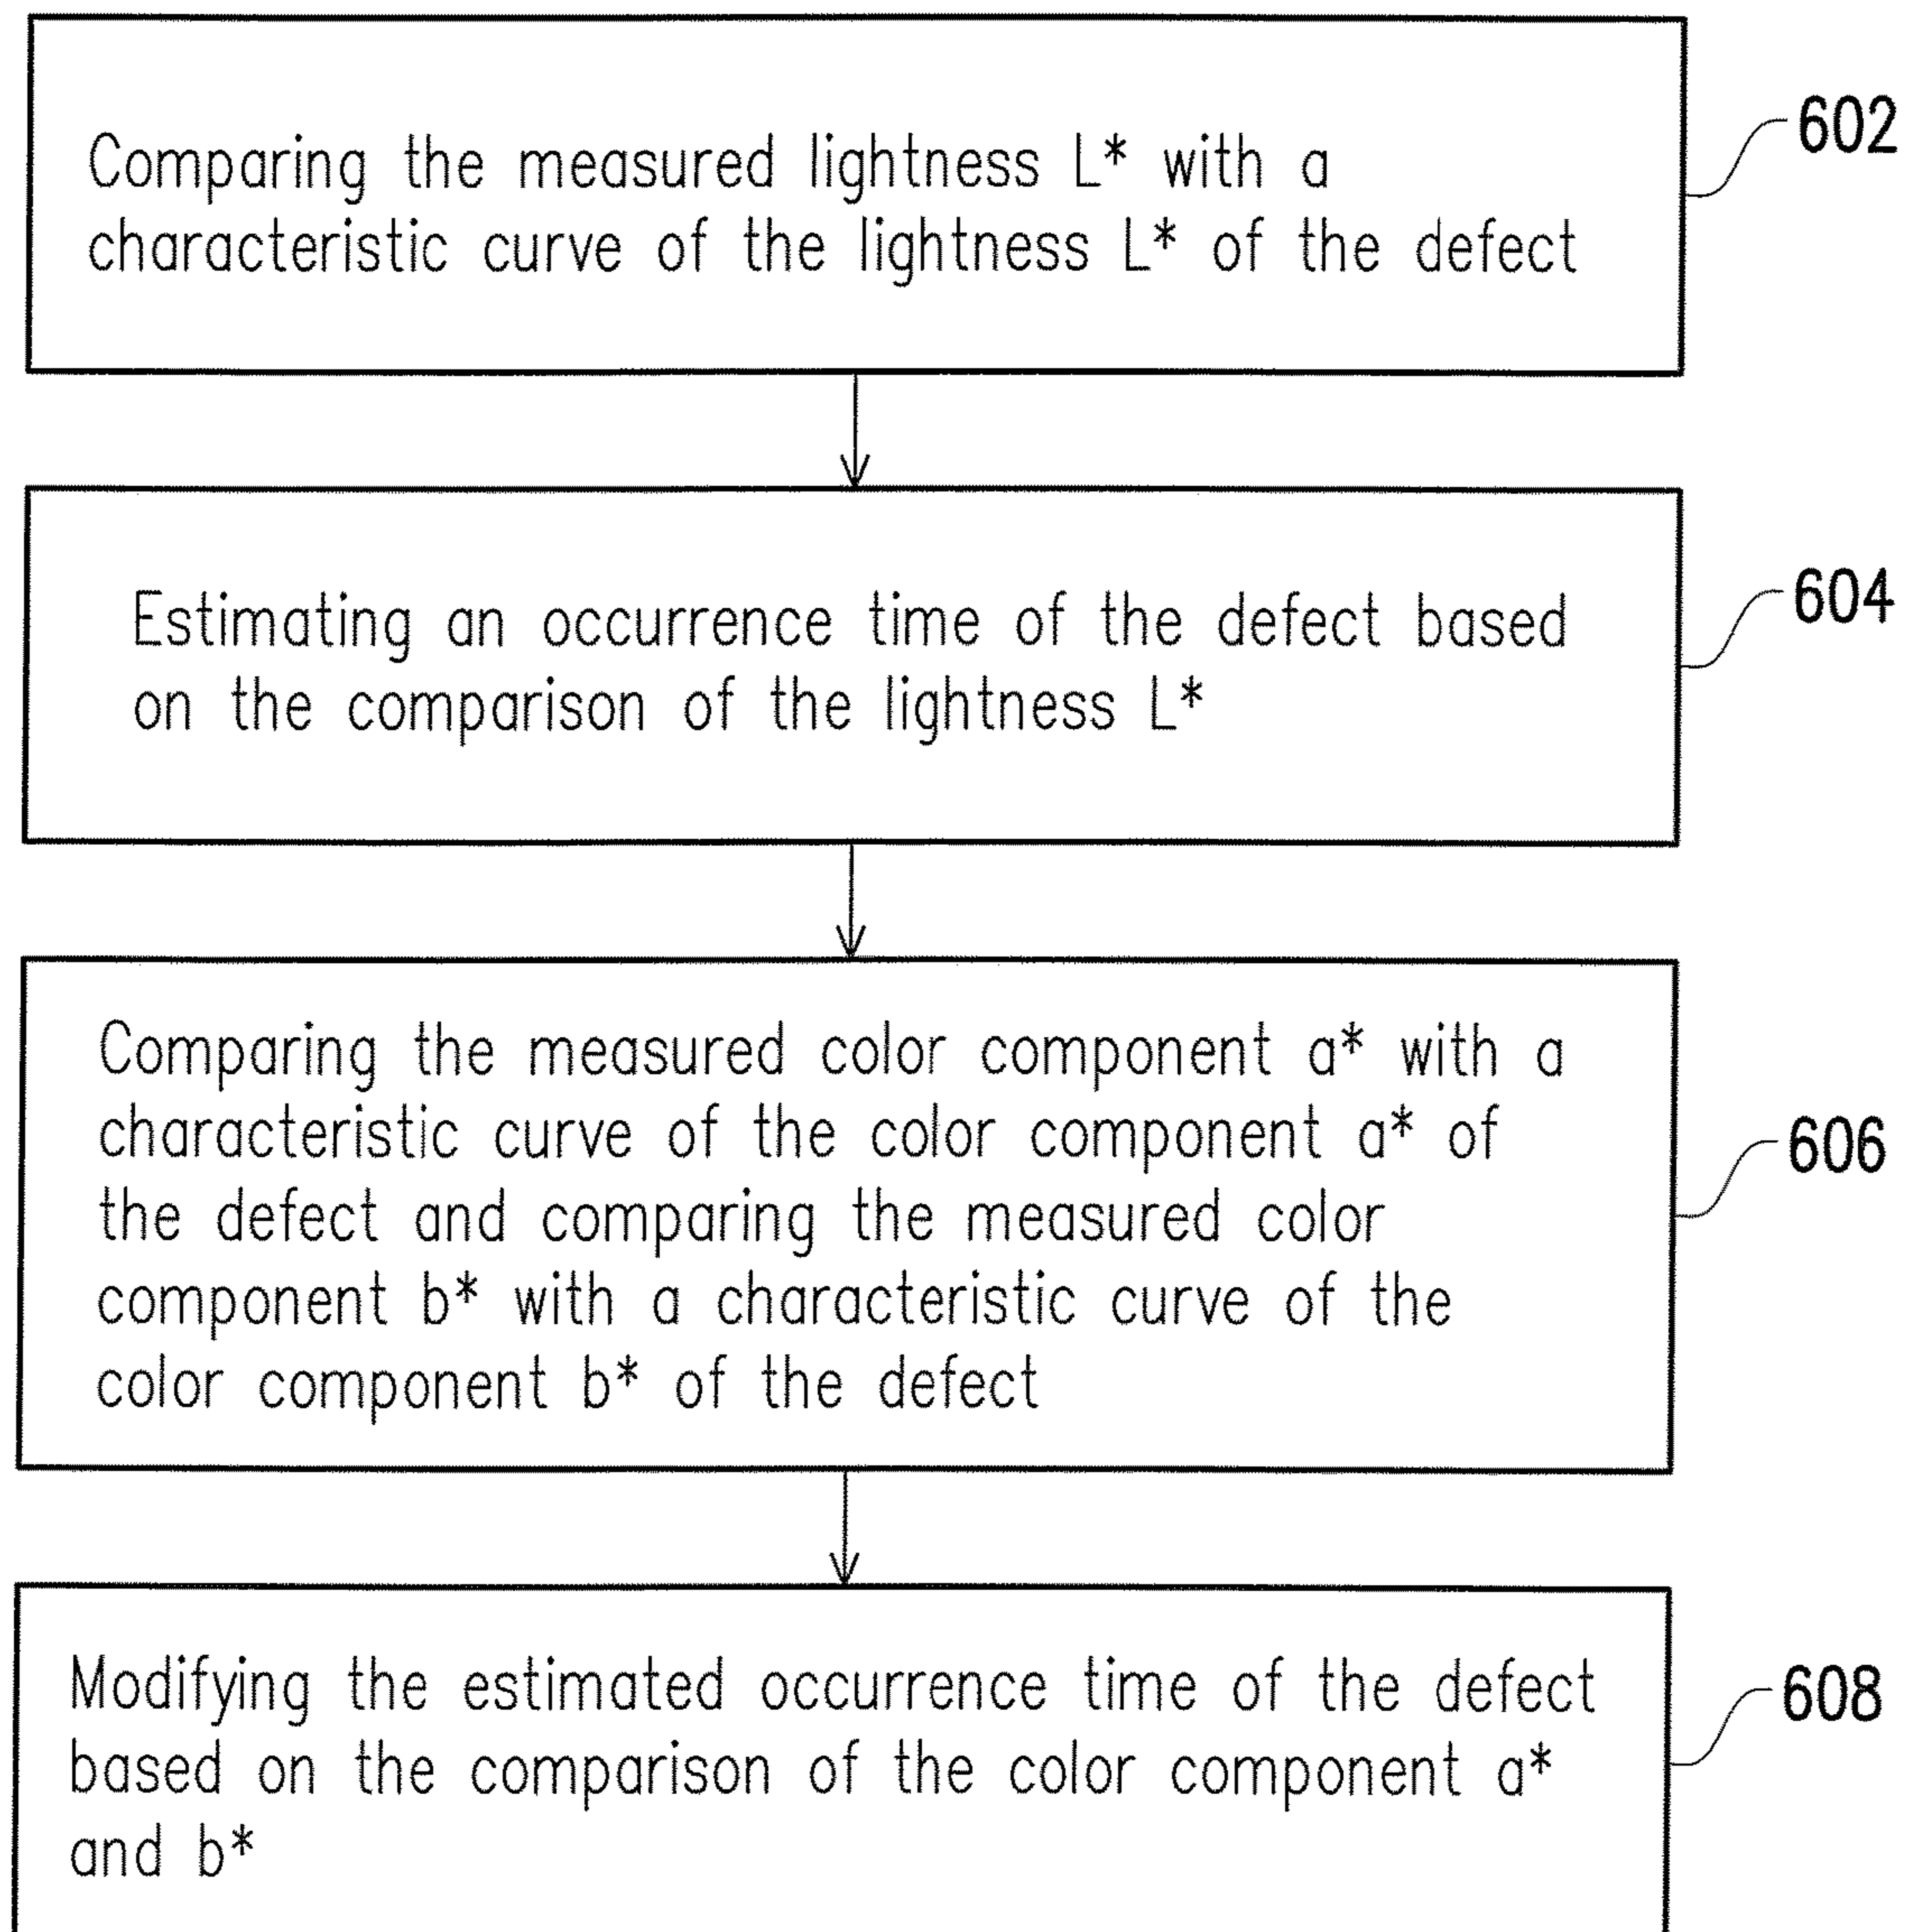 Comparing the measured lightness L* with a
characteristic curve of the lightness L* of the defect
602
Estimating an occurrence time of the defect based
on the comparison of the lightness L*
604
Comparing the measured color component a* with a
characteristic curve of the color component a* of
the defect and comparing the measured color
component b* with a characteristic curve of the
color component b* of the defect
606
Modifying the estimated occurrence time of the defect
based on the comparison of the color component a*
and b*
608